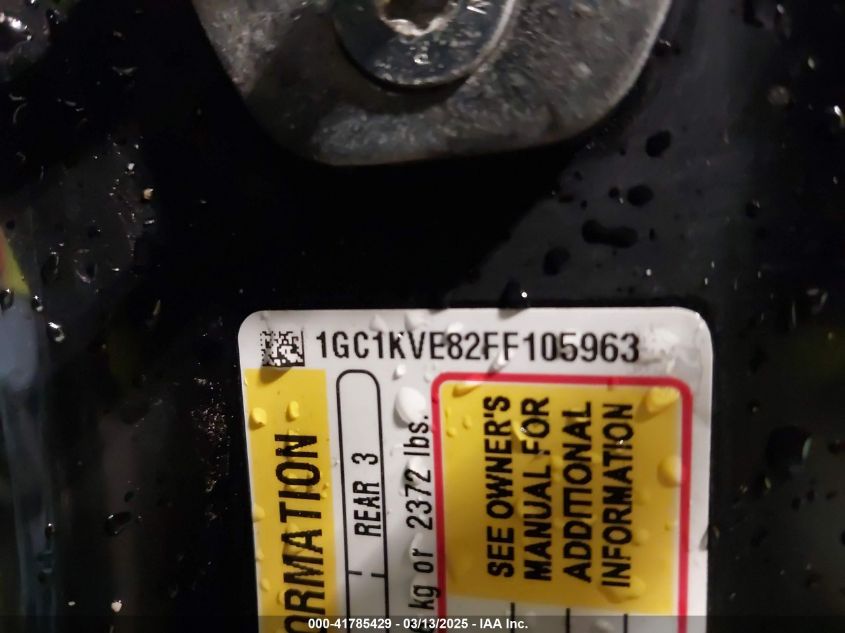 1GC1KVE82FF105963
ORMATION
REAR 3
kg or 2372 lbs.
SEE OWNER'S
MANUAL FOR
ADDITIONAL
INFORMATION
000-41785429 - 03/13/2025 - IAA Inc.